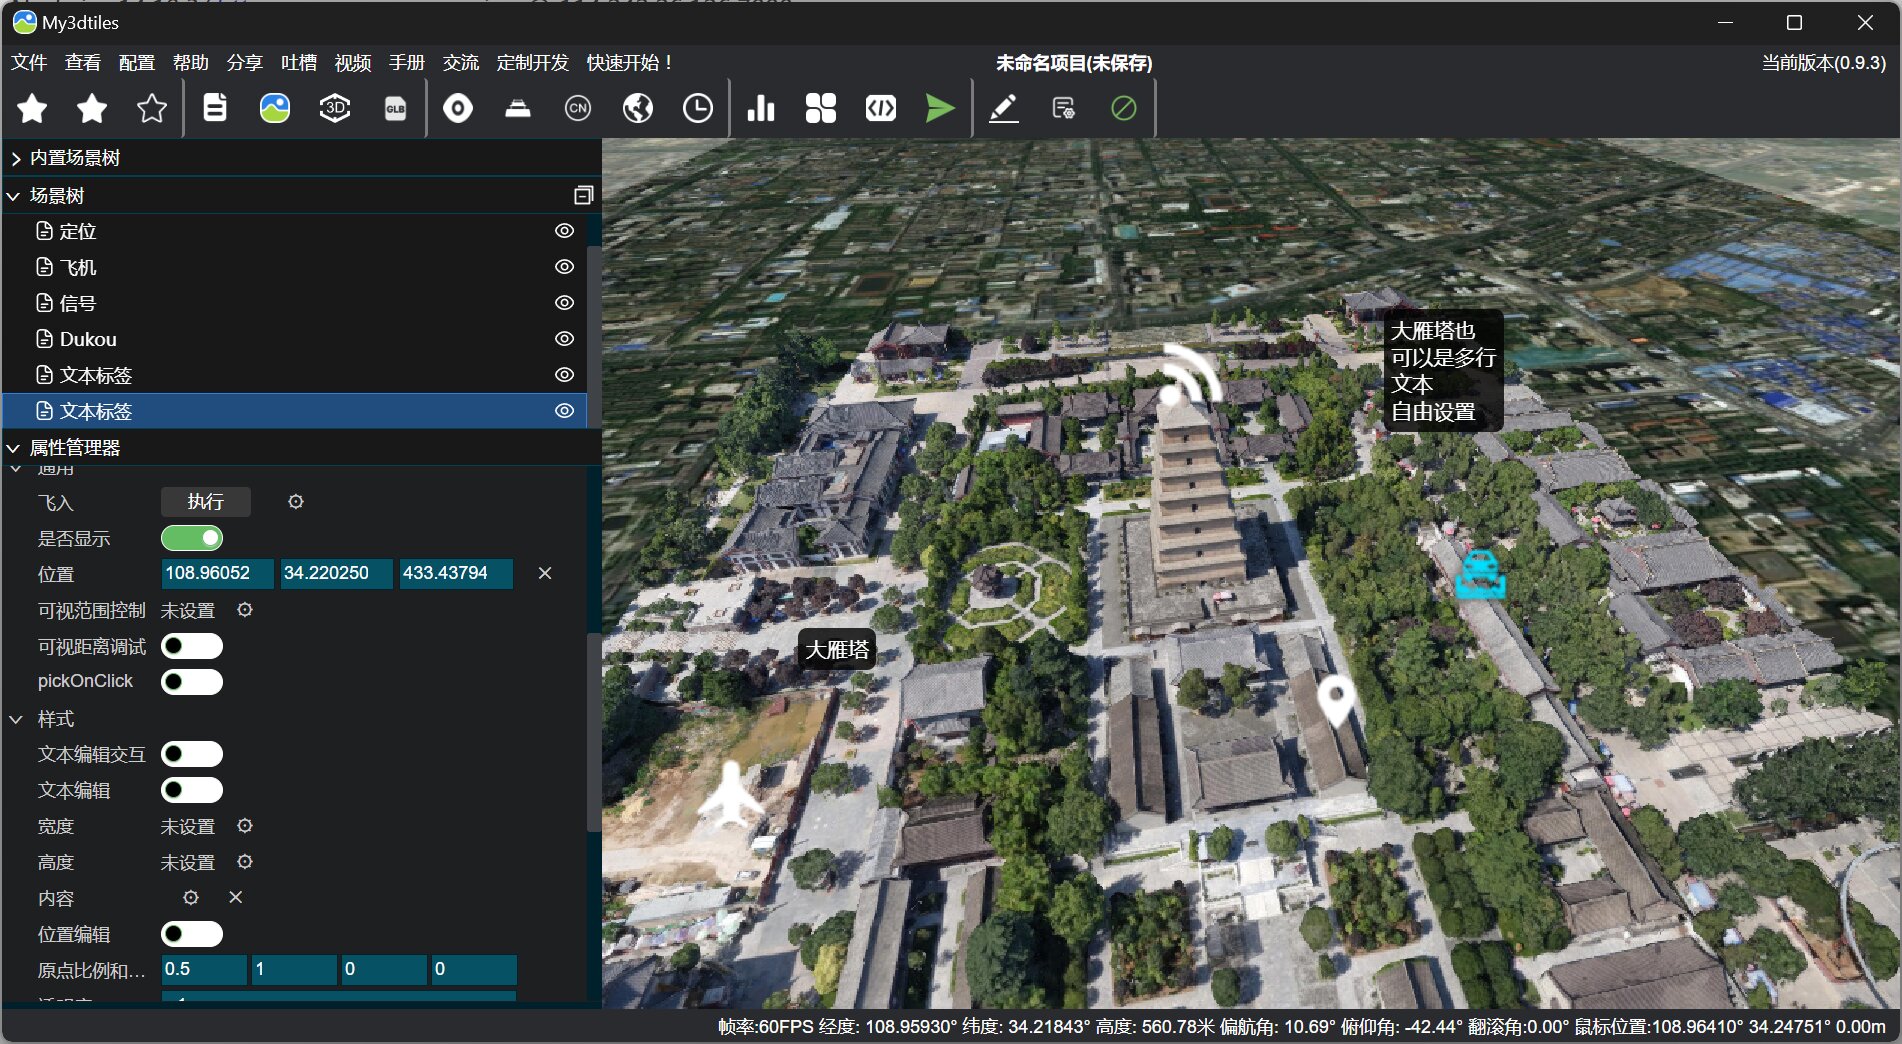 My3dtiles
文件 查看 配置 帮助 分享 吐槽 视频 手册 交流 定制开发 快速开始！ 未命名项目(未保存) 当前版本(0.9.3)
3D GLB CN
内置场景树
场景树
定位
飞机
信号
Dukou
文本标签
文本标签
属性管理器
通用
飞入 执行
是否显示
位置 108.96052 34.220250 433.43794
可视范围控制 未设置
可视距离调试
pickOnClick
样式
文本编辑交互
文本编辑
宽度 未设置
高度 未设置
内容
位置编辑
原点比例和... 0.5 1 0 0
大雁塔也
可以是多行
文本
自由设置
大雁塔
帧率:60FPS 经度: 108.95930° 纬度: 34.21843° 高度: 560.78米 偏航角: 10.69° 俯仰角: -42.44° 翻滚角:0.00° 鼠标位置:108.96410° 34.24751° 0.00m